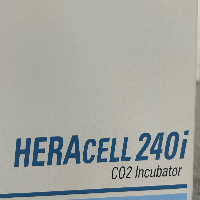 HERACELL 240i
CO2 Incubator